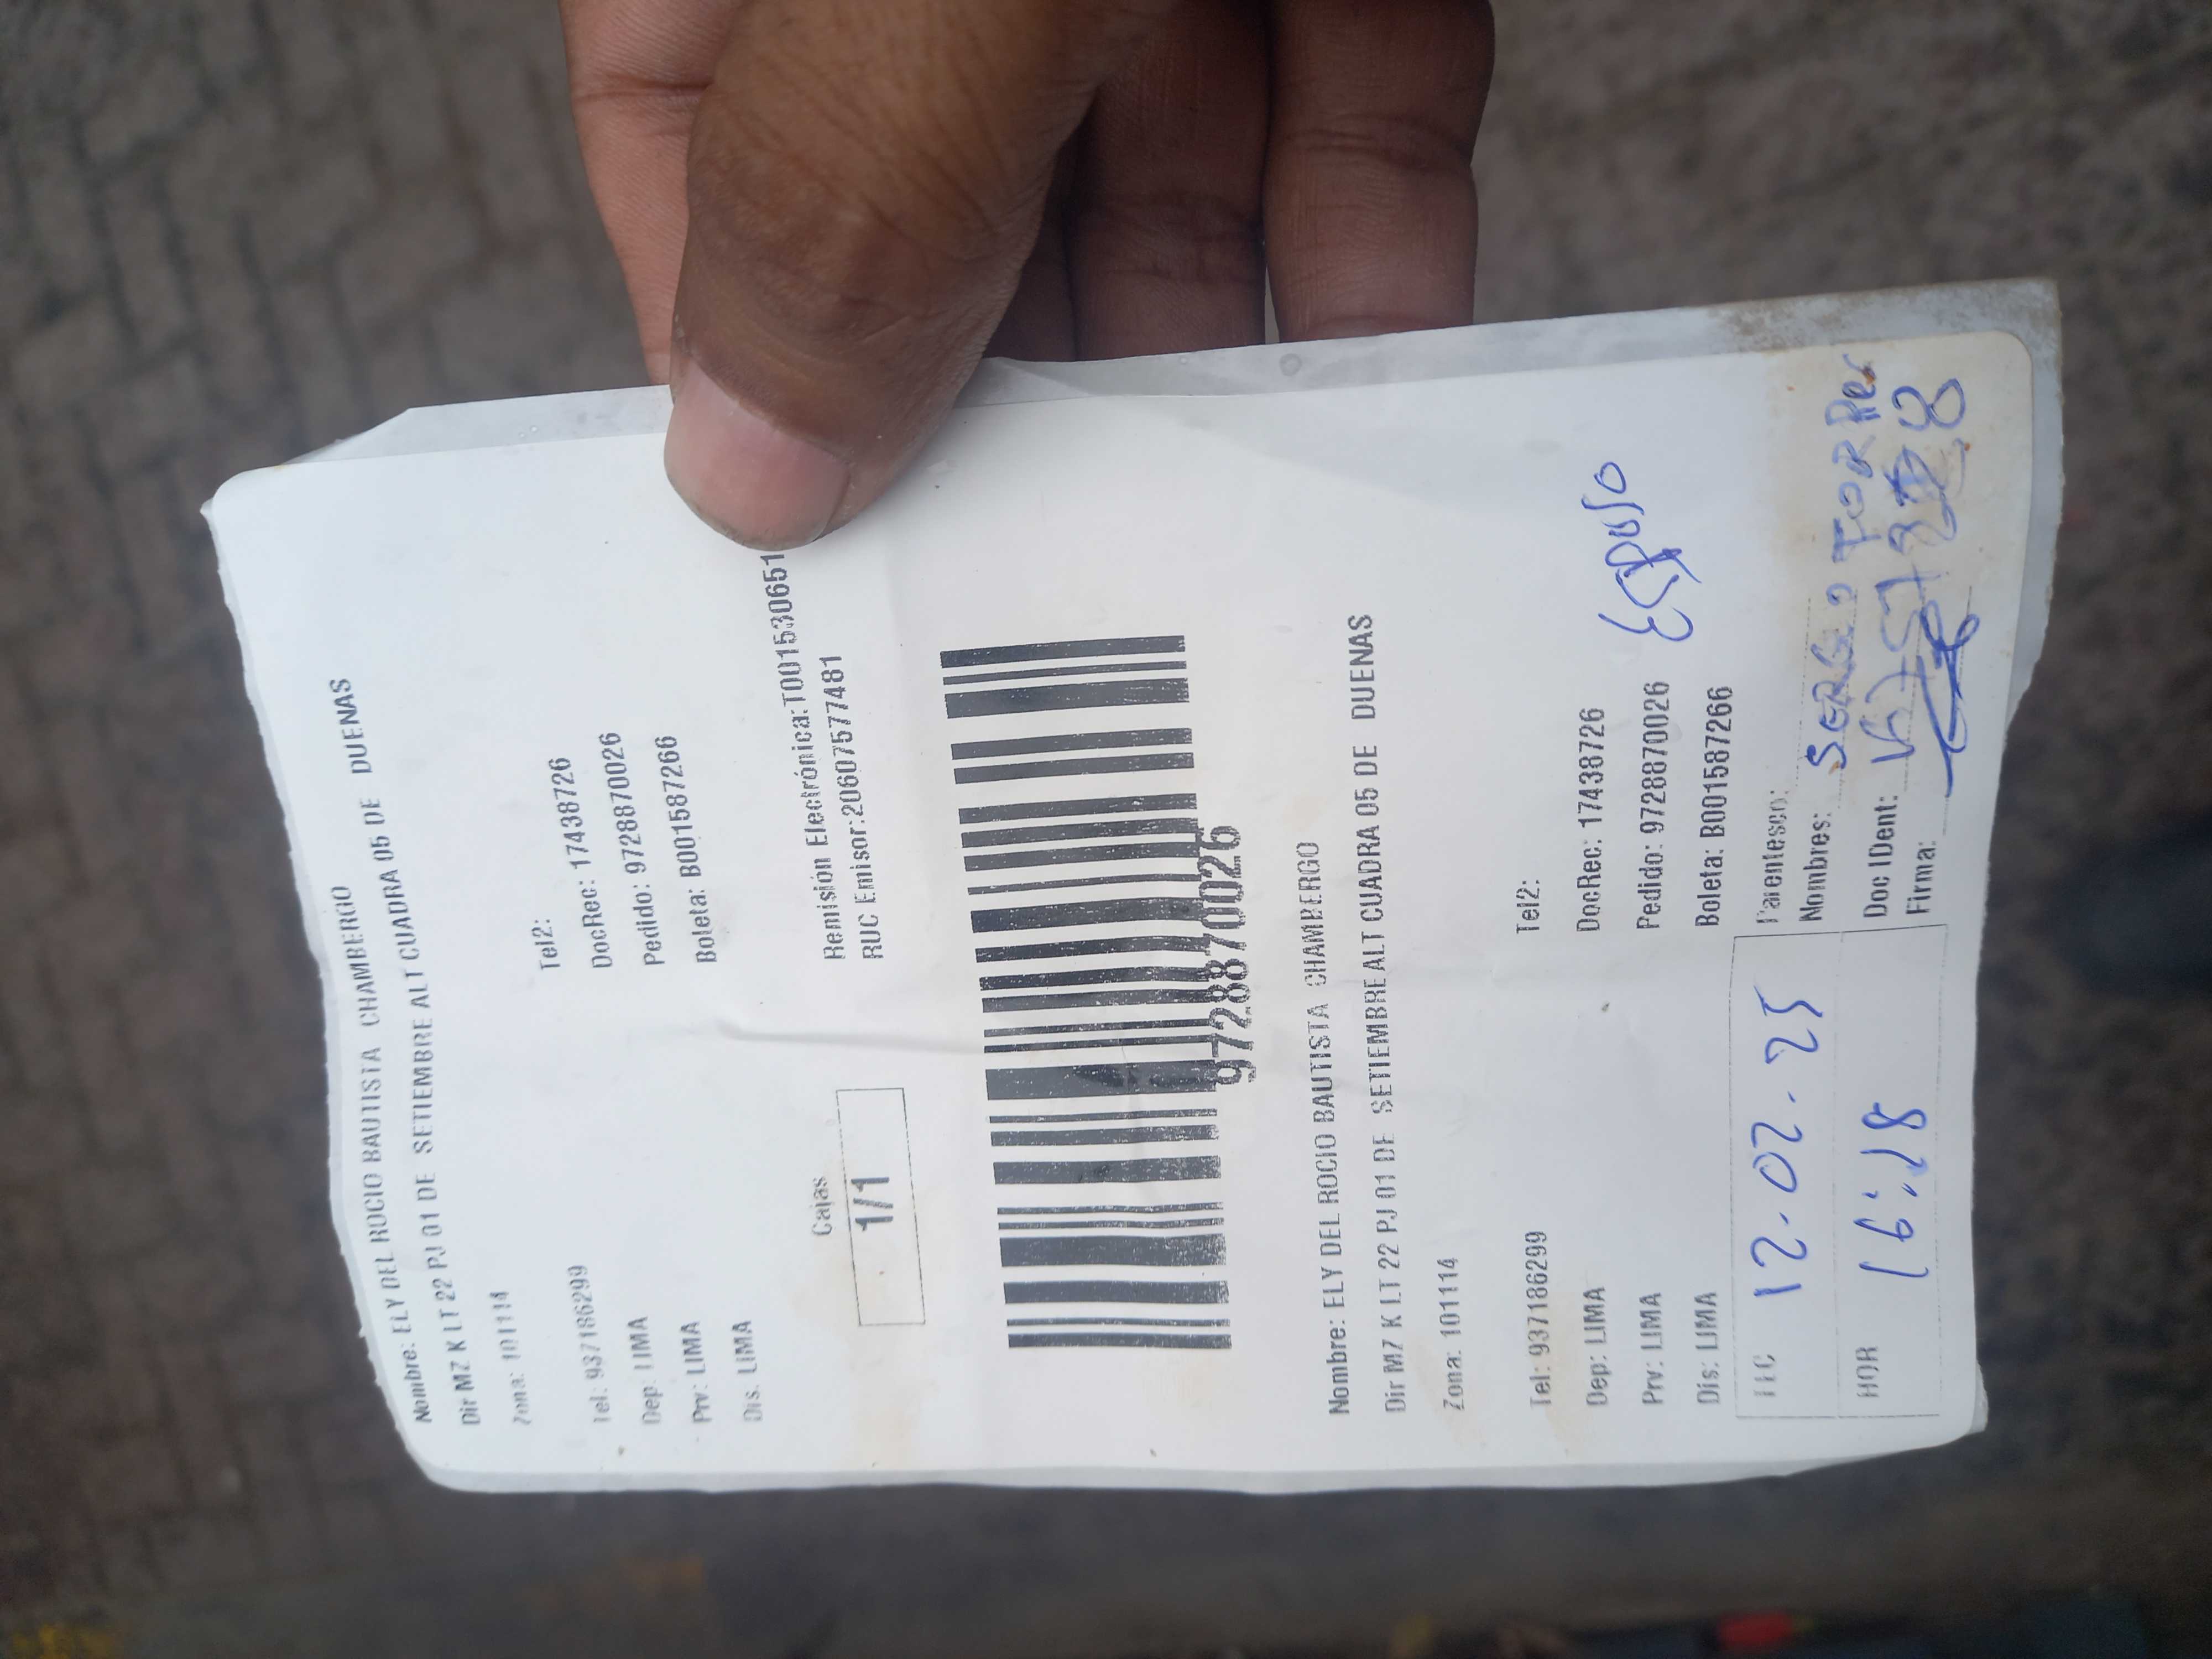 Nombre: ELY DEL ROCIO BAUTISTA CHAMBERGO
Dir MZ K LT 22 PJ 01 DE SETIEMBRE ALT CUADRA 05 DE DUENAS
Zona: 101114
Tel: 937186299 Tel2:
Dep: LIMA DocRec: 17438726
Prv: LIMA Pedido: 9728870026
Dis: LIMA Boleta: B001587266
Cajas
1/1
Remisión Electrónica:T001530651
RUC Emisor:20607577481
9728870026
Nombre: ELY DEL ROCIO BAUTISTA CHAMBERGO
Dir MZ K LT 22 PJ 01 DE SETIEMBRE ALT CUADRA 05 DE DUENAS
Zona: 101114
Tel: 937186299 Tel2:
Dep: LIMA DocRec: 17438726
Prv: LIMA Pedido: 9728870026
Dis: LIMA Boleta: B001587266
Esposo
FEC 12.02.25
Parentesco:
Nombres: SERGIO TORRES
HOR 16:18
Doc IDent:
Firma: